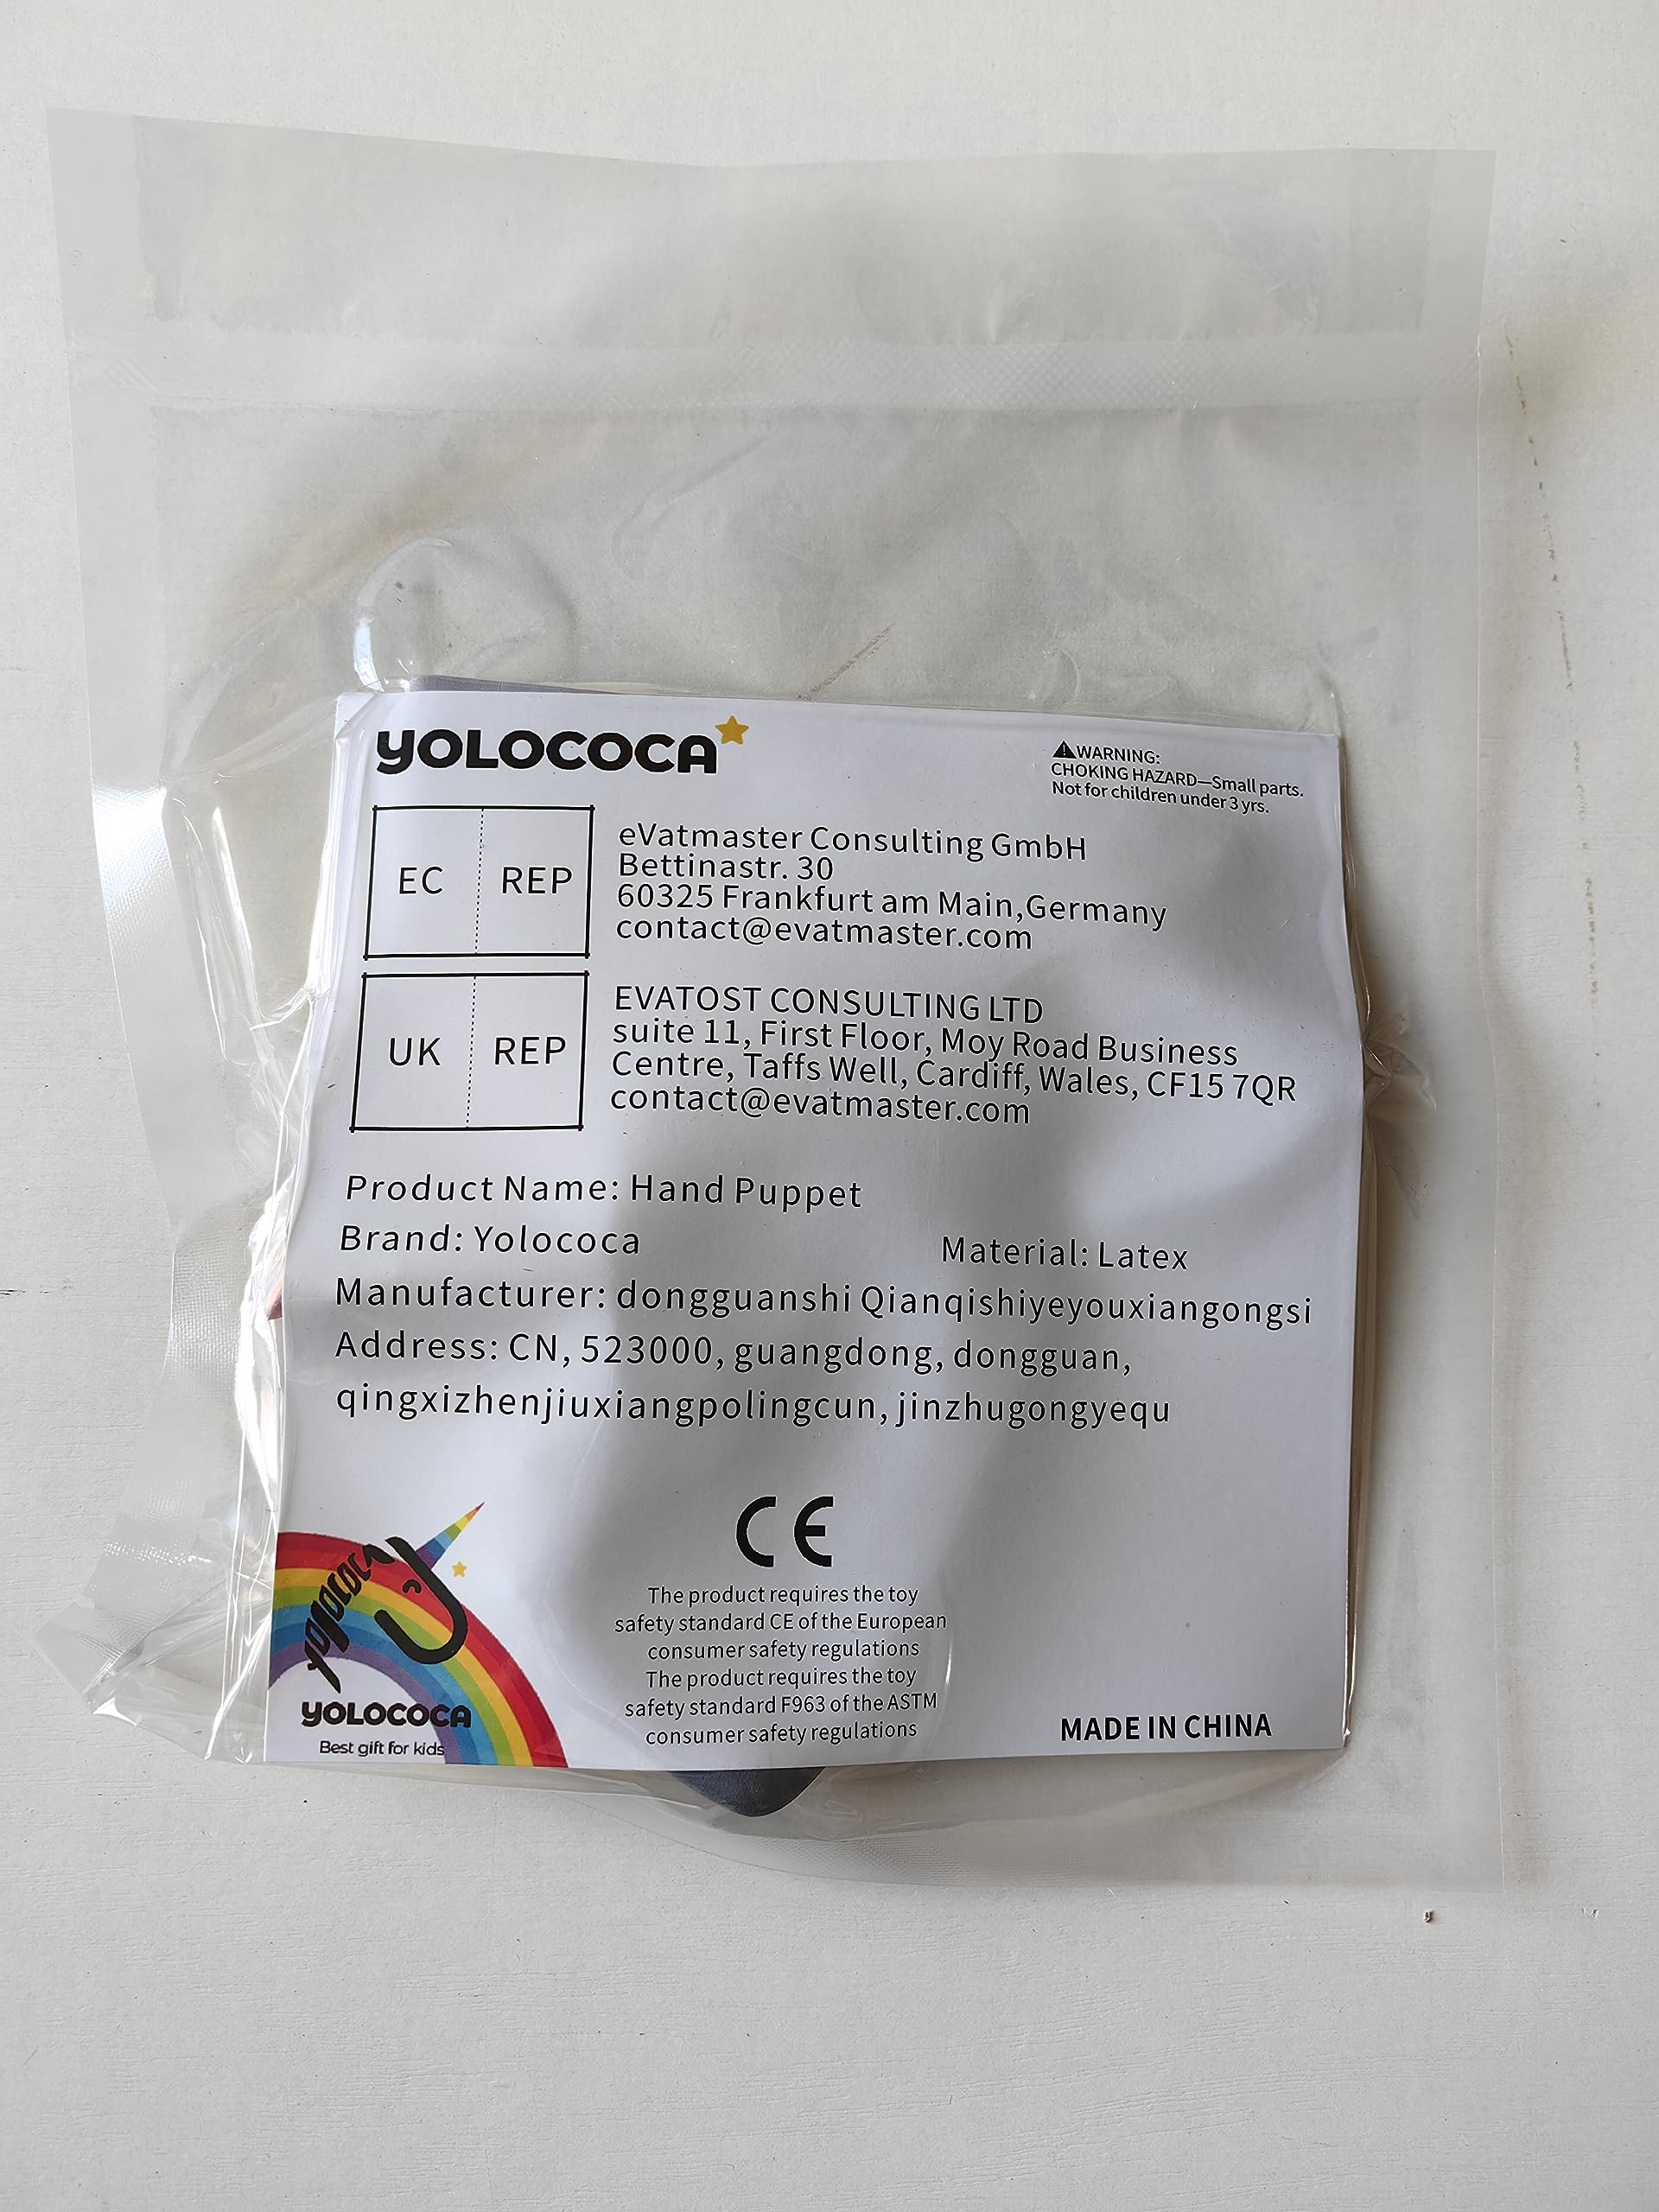 YOLOCOCA
WARNING:
CHOKING HAZARD—Small parts.
Not for children under 3 yrs.
EC REP
eVatmaster Consulting GmbH
Bettinastr. 30
60325 Frankfurt am Main,Germany
contact@evatmaster.com
UK REP
EVATOST CONSULTING LTD
suite 11, First Floor, Moy Road Business
Centre, Taffs Well, Cardiff, Wales, CF15 7QR
contact@evatmaster.com
Product Name: Hand Puppet
Brand: Yolococa
Material: Latex
Manufacturer: dongguanshi Qianqishiyeyouxiangongsi
Address: CN, 523000, guangdong, dongguan,
qingxizhenjiuxiangpolingcun, jinzhugongyequ
CE
The product requires the toy
safety standard CE of the European
consumer safety regulations
The product requires the toy
safety standard F963 of the ASTM
consumer safety regulations
yolococa
YOLOCOCA
Best gift for kids
MADE IN CHINA